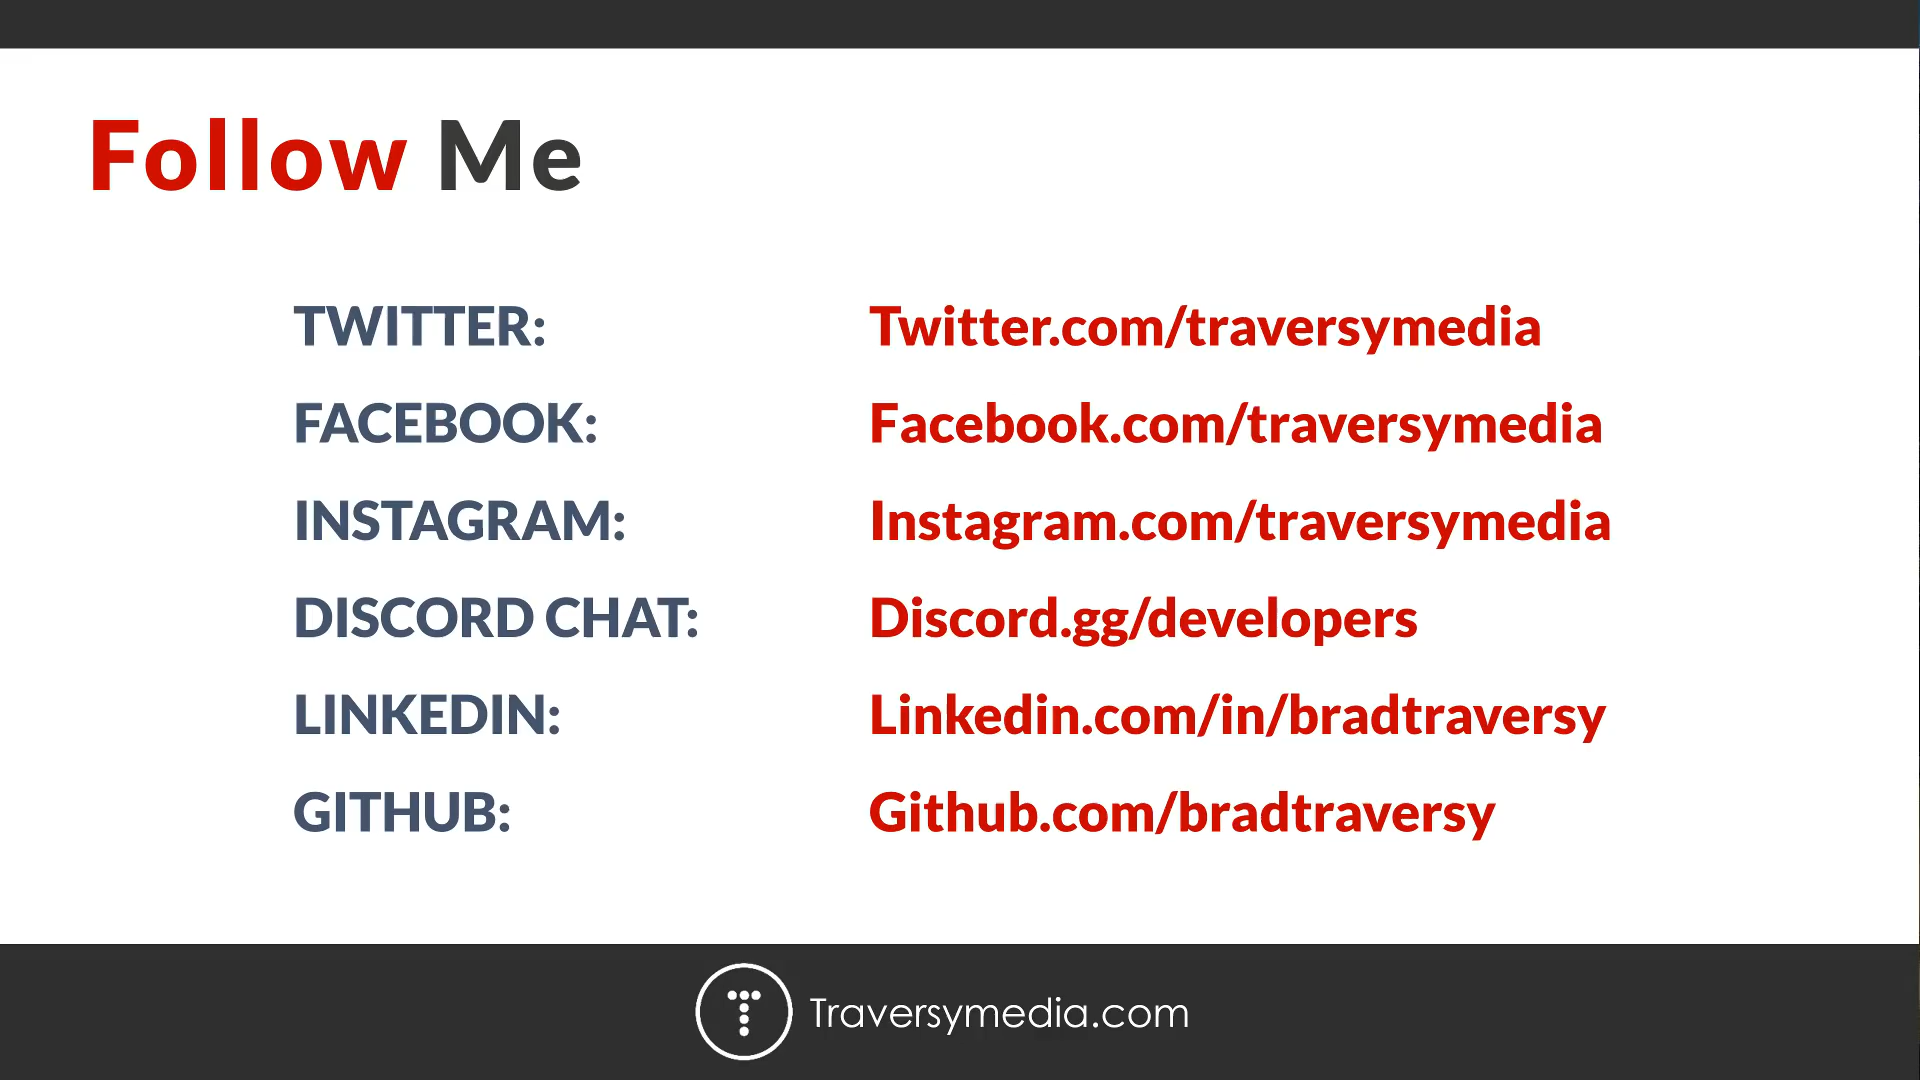 Follow Me
TWITTER: Twitter.com/traversymedia
FACEBOOK: Facebook.com/traversymedia
INSTAGRAM: Instagram.com/traversymedia
DISCORD CHAT: Discord.gg/developers
LINKEDIN: Linkedin.com/in/bradtraversy
GITHUB: Github.com/bradtraversy
T Traversymedia.com